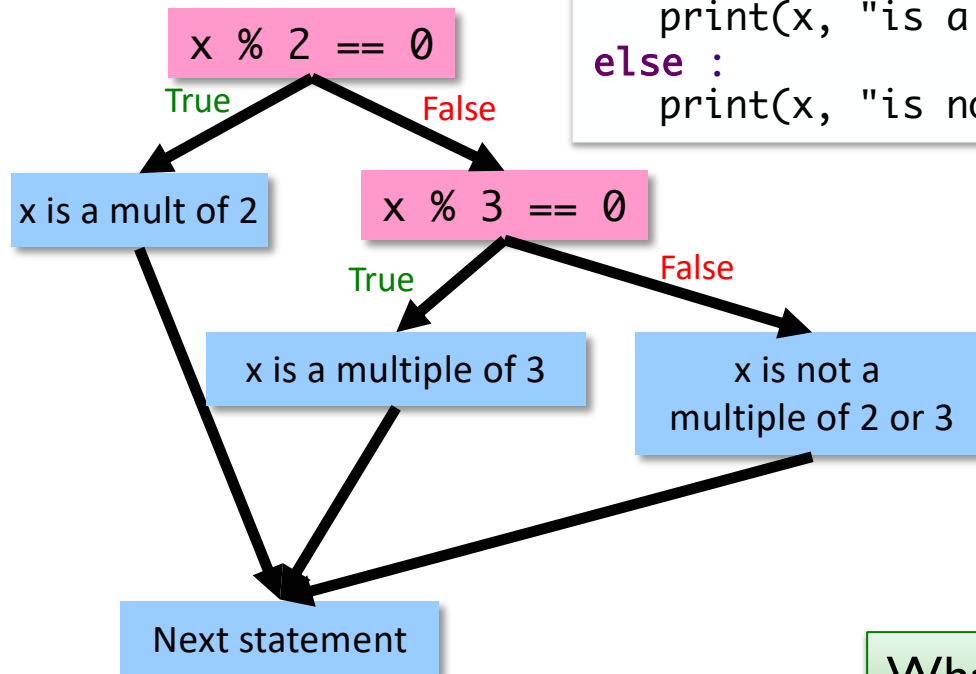 x % 2 == 0
print(x, "is a
else :
print(x, "is
True
False
x is a mult of 2
x % 3 == 0
True
False
x is a multiple of 3
x is not a
multiple of 2 or 3
Next statement